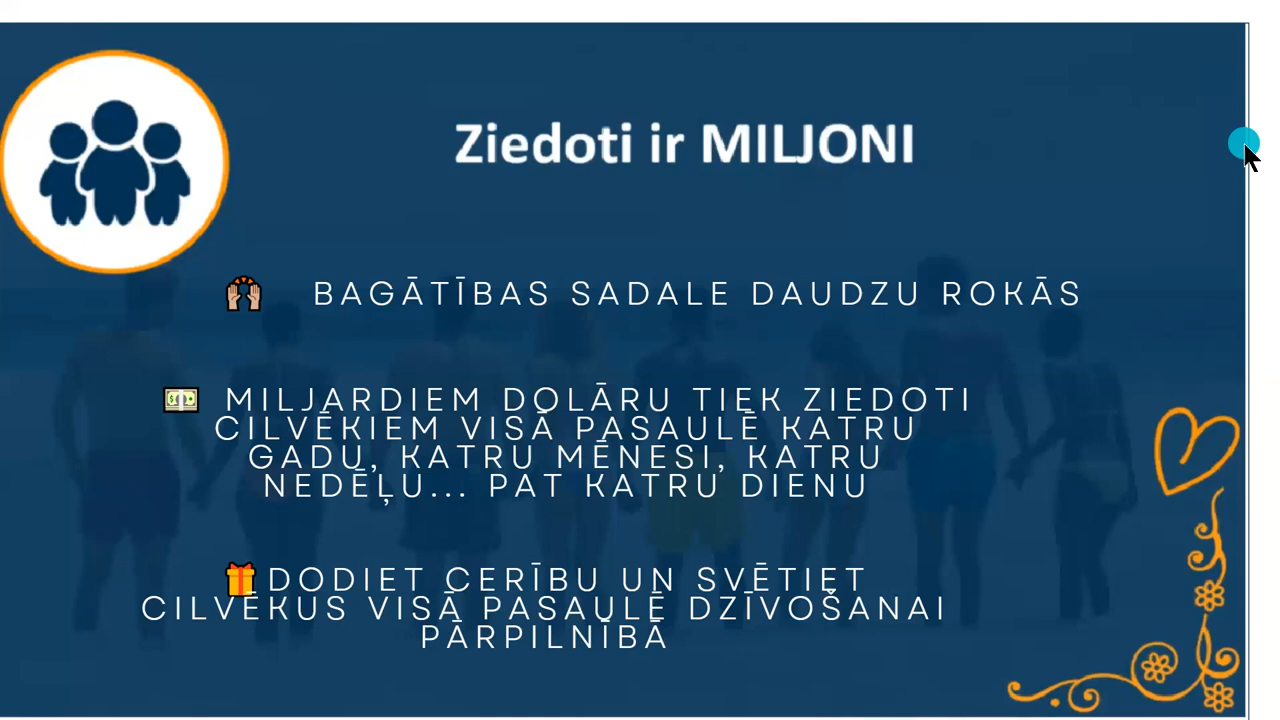 Ziedoti ir MILJONI
🙌🏼 BAGĀTĪBAS SADALE DAUDZU ROKĀS
💵 MILJARDIEM DOLĀRU TIEK ZIEDOTI
CILVĒKIEM VISĀ PASAULĒ KATRU
GADU, KATRU MĒNESI, KATRU
NEDĒĻU... PAT KATRU DIENU
🎁DODIET CERĪBU UN SVĒTIET
CILVĒKUS VISĀ PASAULĒ DZĪVOŠANAI
PĀRPILNĪBĀ